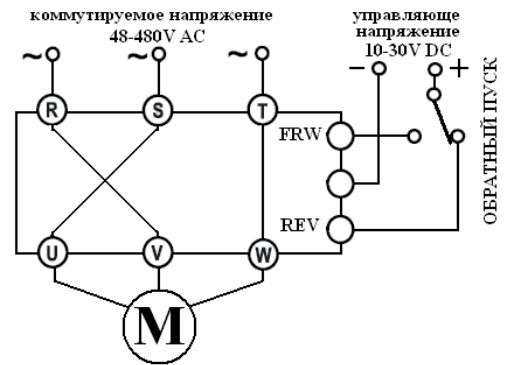 коммутируемое напряжение
48-480V AC
управляюще
напряжение
10-30V DC
~ ~ ~
− +
R S T
FRW
REV
U V W
M
ОБРАТНЫЙ ПУСК